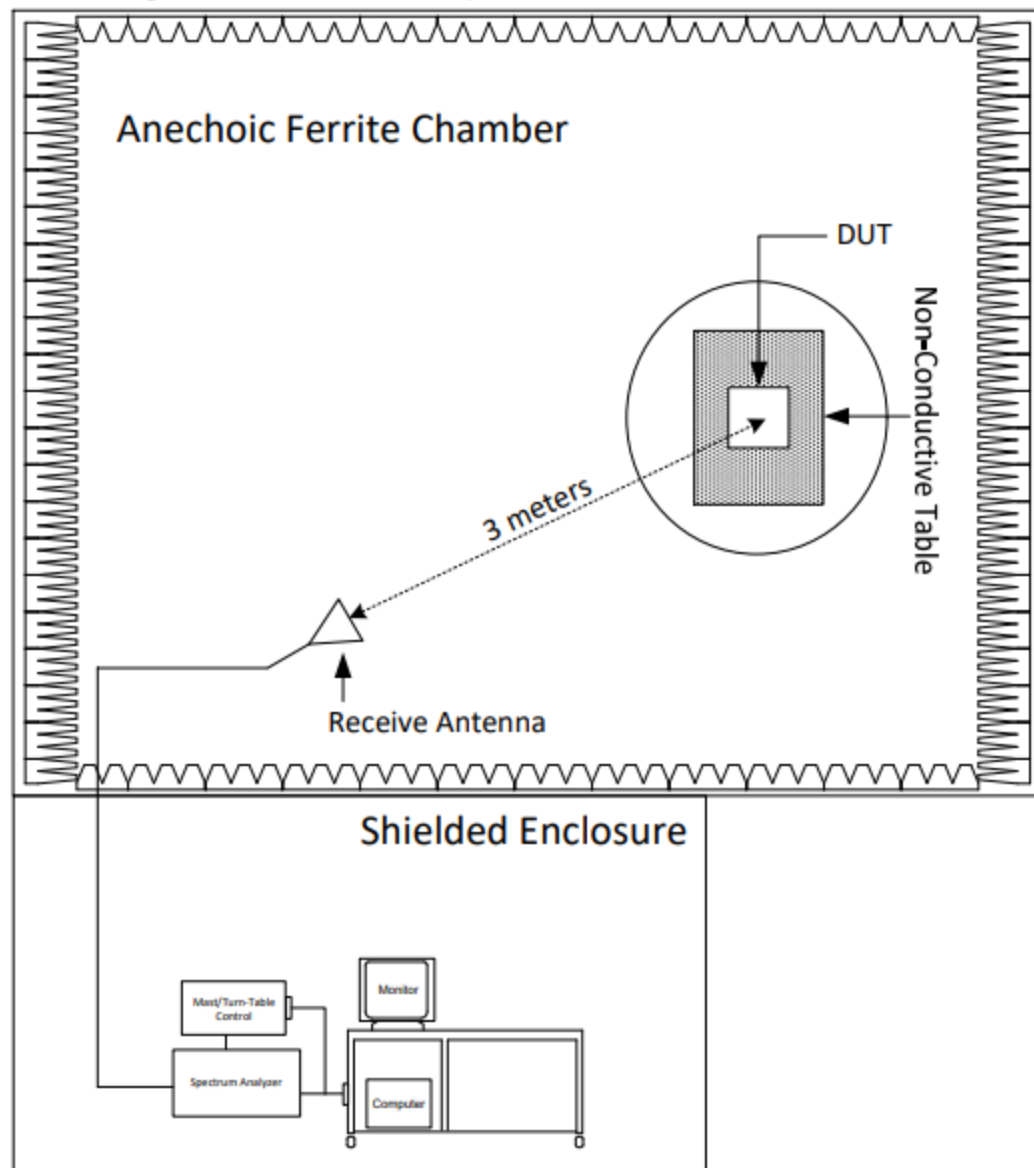 Anechoic Ferrite Chamber
DUT
Non-Conductive Table
3 meters
Receive Antenna
Shielded Enclosure
Monitor
Mast/Turn-Table
Control
Spectrum Analyzer
Computer